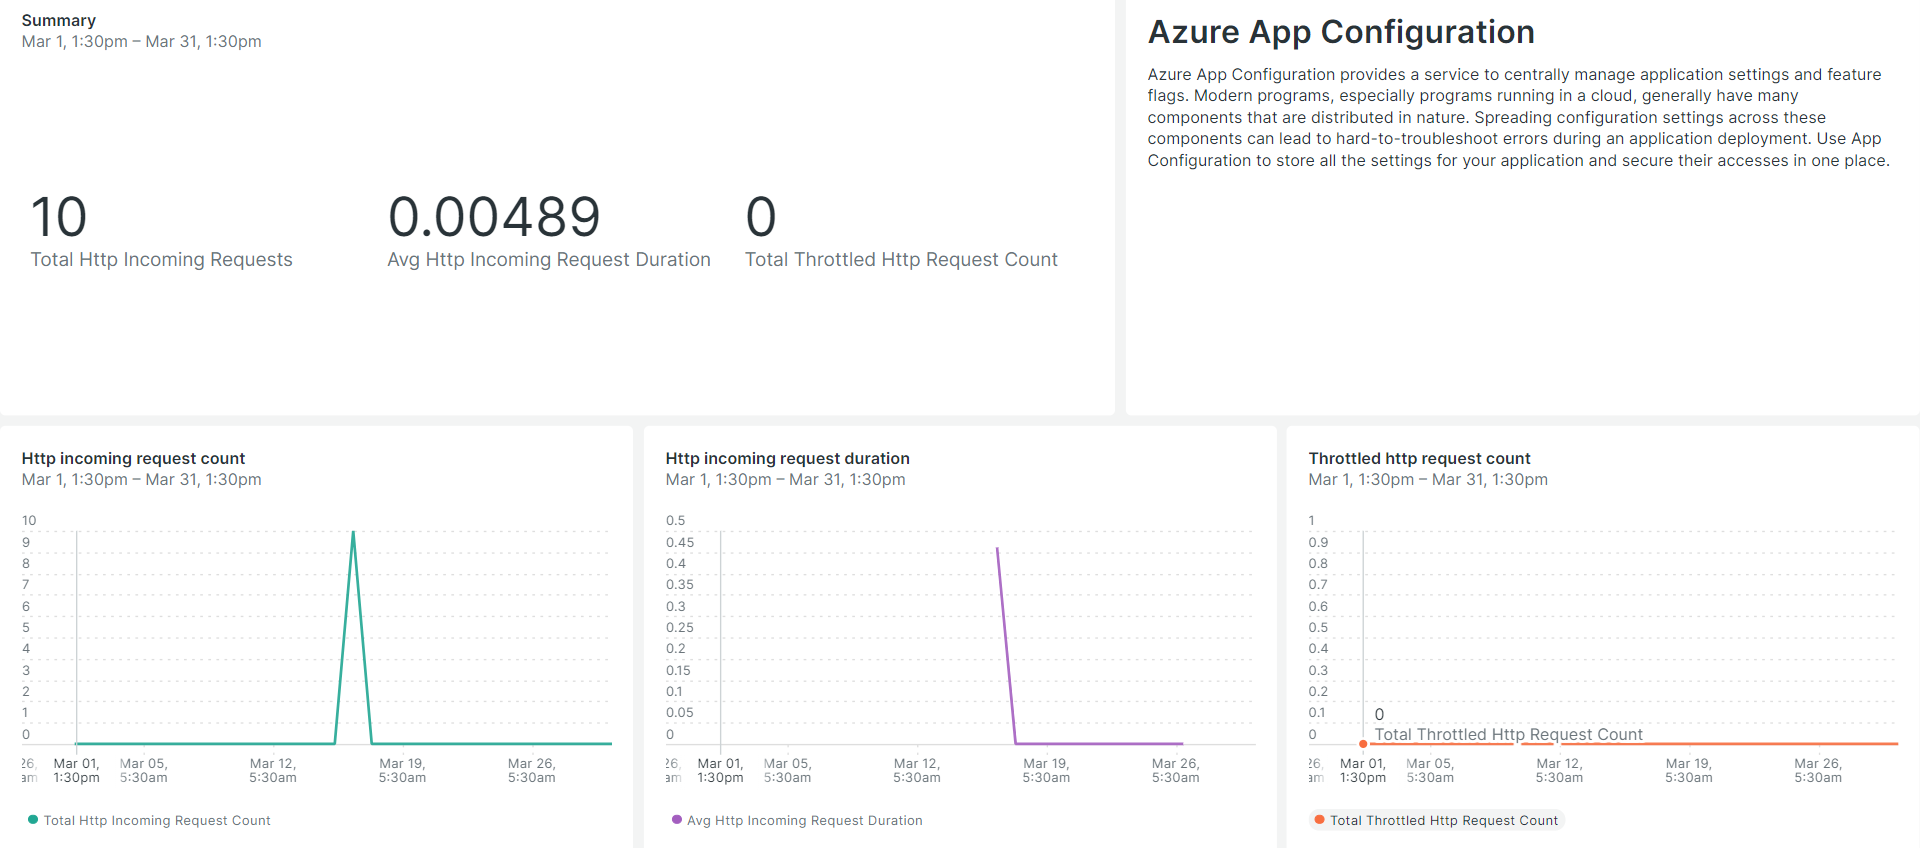 Summary
Mar 1, 1:30pm – Mar 31, 1:30pm
10
Total Http Incoming Requests
0.00489
Avg Http Incoming Request Duration
0
Total Throttled Http Request Count
Azure App Configuration
Azure App Configuration provides a service to centrally manage application settings and feature
flags. Modern programs, especially programs running in a cloud, generally have many
components that are distributed in nature. Spreading configuration settings across these
components can lead to hard-to-troubleshoot errors during an application deployment. Use App
Configuration to store all the settings for your application and secure their accesses in one place.
Http incoming request count
Mar 1, 1:30pm – Mar 31, 1:30pm
10
9
8
7
6
5
4
3
2
1
0
26, Mar 01, Mar 05, Mar 12, Mar 19, Mar 26,
am 1:30pm 5:30am 5:30am 5:30am 5:30am
Total Http Incoming Request Count
Http incoming request duration
Mar 1, 1:30pm – Mar 31, 1:30pm
0.5
0.45
0.4
0.35
0.3
0.25
0.2
0.15
0.1
0.05
0
26, Mar 01, Mar 05, Mar 12, Mar 19, Mar 26,
am 1:30pm 5:30am 5:30am 5:30am 5:30am
Avg Http Incoming Request Duration
Throttled http request count
Mar 1, 1:30pm – Mar 31, 1:30pm
1
0.9
0.8
0.7
0.6
0.5
0.4
0.3
0.2
0.1
0
0
Total Throttled Http Request Count
26, Mar 01, Mar 05, Mar 12, Mar 19, Mar 26,
am 1:30pm 5:30am 5:30am 5:30am 5:30am
Total Throttled Http Request Count